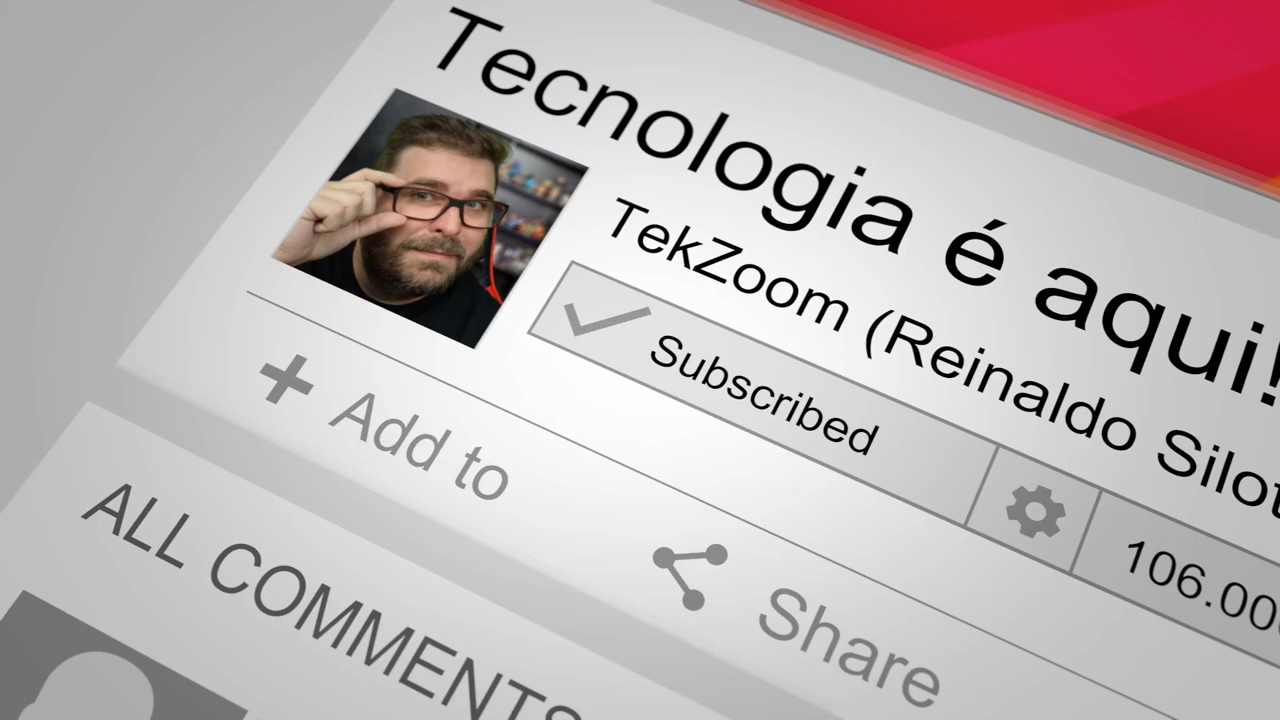 Tecnologia é aqui!
TekZoom (Reinaldo Silot
Subscribed
106.00
Add to
Share
ALL COMMENTS